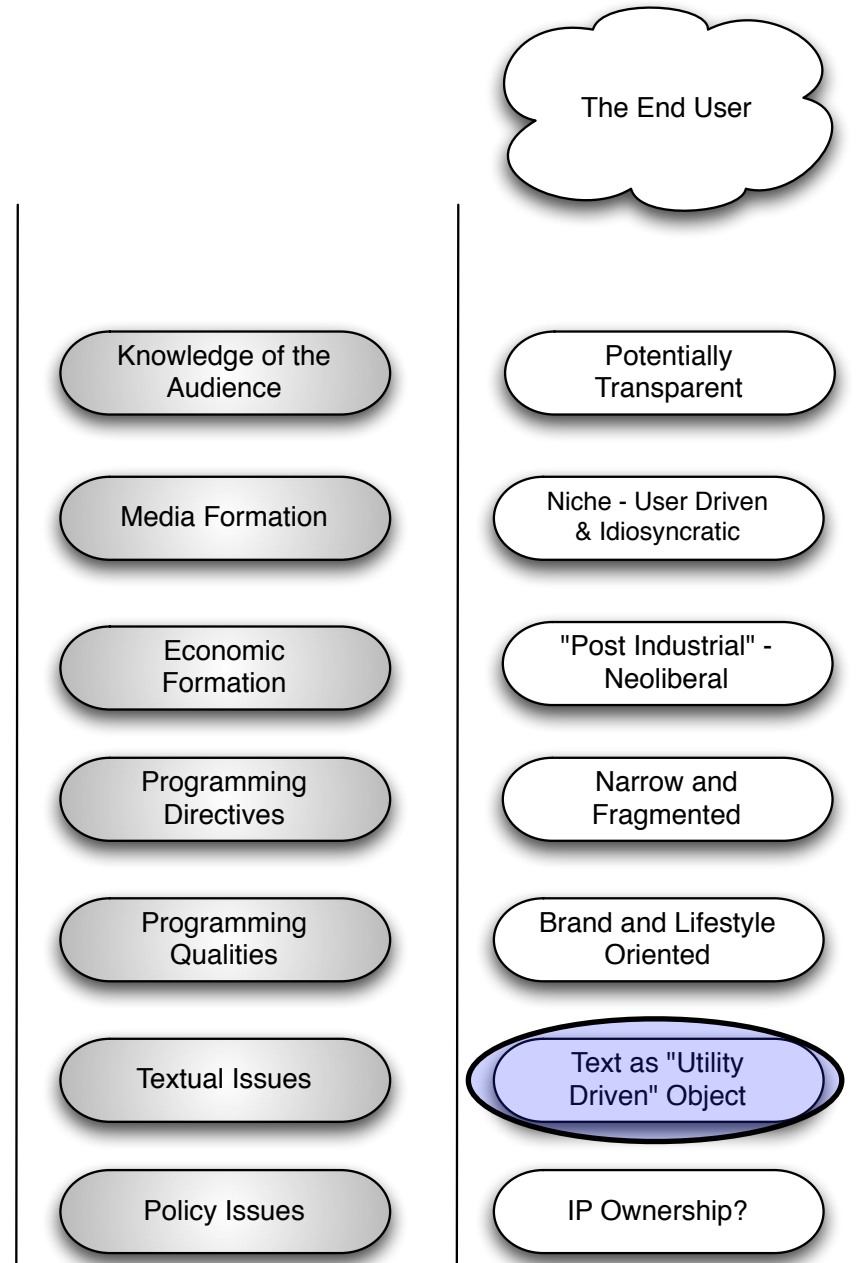 The End User
Knowledge of the
Audience
Potentially
Transparent
Media Formation
Niche - User Driven
& Idiosyncratic
Economic
Formation
"Post Industrial" -
Neoliberal
Programming
Directives
Narrow and
Fragmented
Programming
Qualities
Brand and Lifestyle
Oriented
Textual Issues
Text as "Utility
Driven" Object
Policy Issues
IP Ownership?